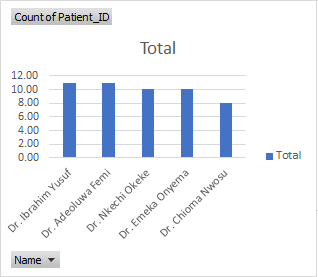 Count of Patient_ID
Total
12.00
10.00
8.00
6.00
4.00
2.00
0.00
Dr. Ibrahim Yusuf
Dr. Adeoluwa Femi
Dr. Nkechi Okeke
Dr. Emeka Onyema
Dr. Chioma Nwosu
Total
Name